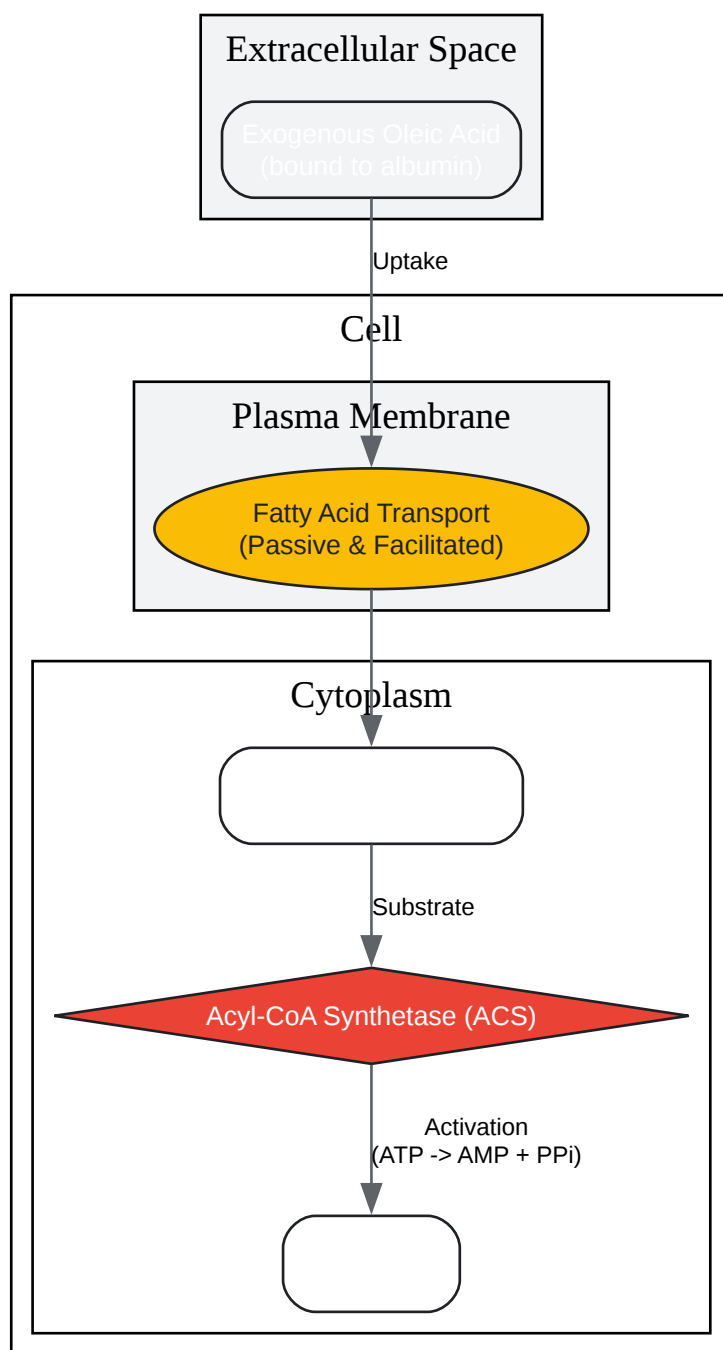 Extracellular Space
Exogenous Oleic Acid
(bound to albumin)
Uptake
Cell
Plasma Membrane
Fatty Acid Transport
(Passive & Facilitated)
Cytoplasm
Substrate
Acyl-CoA Synthetase (ACS)
Activation
(ATP -> AMP + PPi)